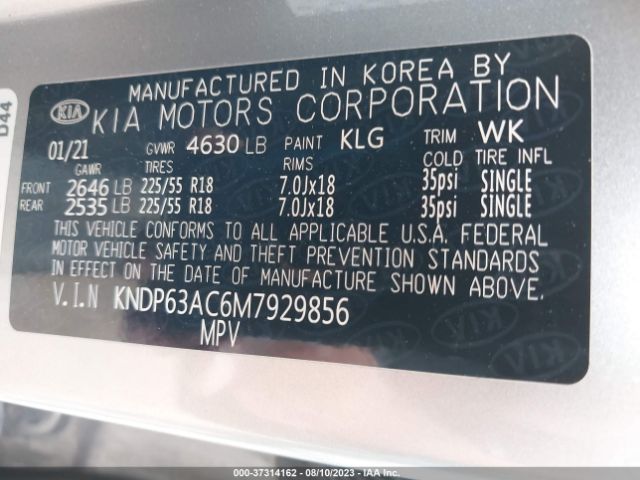 D44
KIA
MANUFACTURED IN KOREA BY
KIA MOTORS CORPORATION
01/21 GVWR 4630 LB PAINT KLG TRIM WK
GAWR TIRES RIMS COLD TIRE INFL
FRONT 2646 LB 225/55 R18 7.0Jx18 35psi SINGLE
REAR 2535 LB 225/55 R18 7.0Jx18 35psi SINGLE
THIS VEHICLE CONFORMS TO ALL APPLICABLE U.S.A. FEDERAL
MOTOR VEHICLE SAFETY AND THEFT PREVENTION STANDARDS
IN EFFECT ON THE DATE OF MANUFACTURE SHOWN ABOVE.
V.I.N KNDP63AC6M7929856
MPV
000-37314162 - 08/10/2023 - IAA Inc.